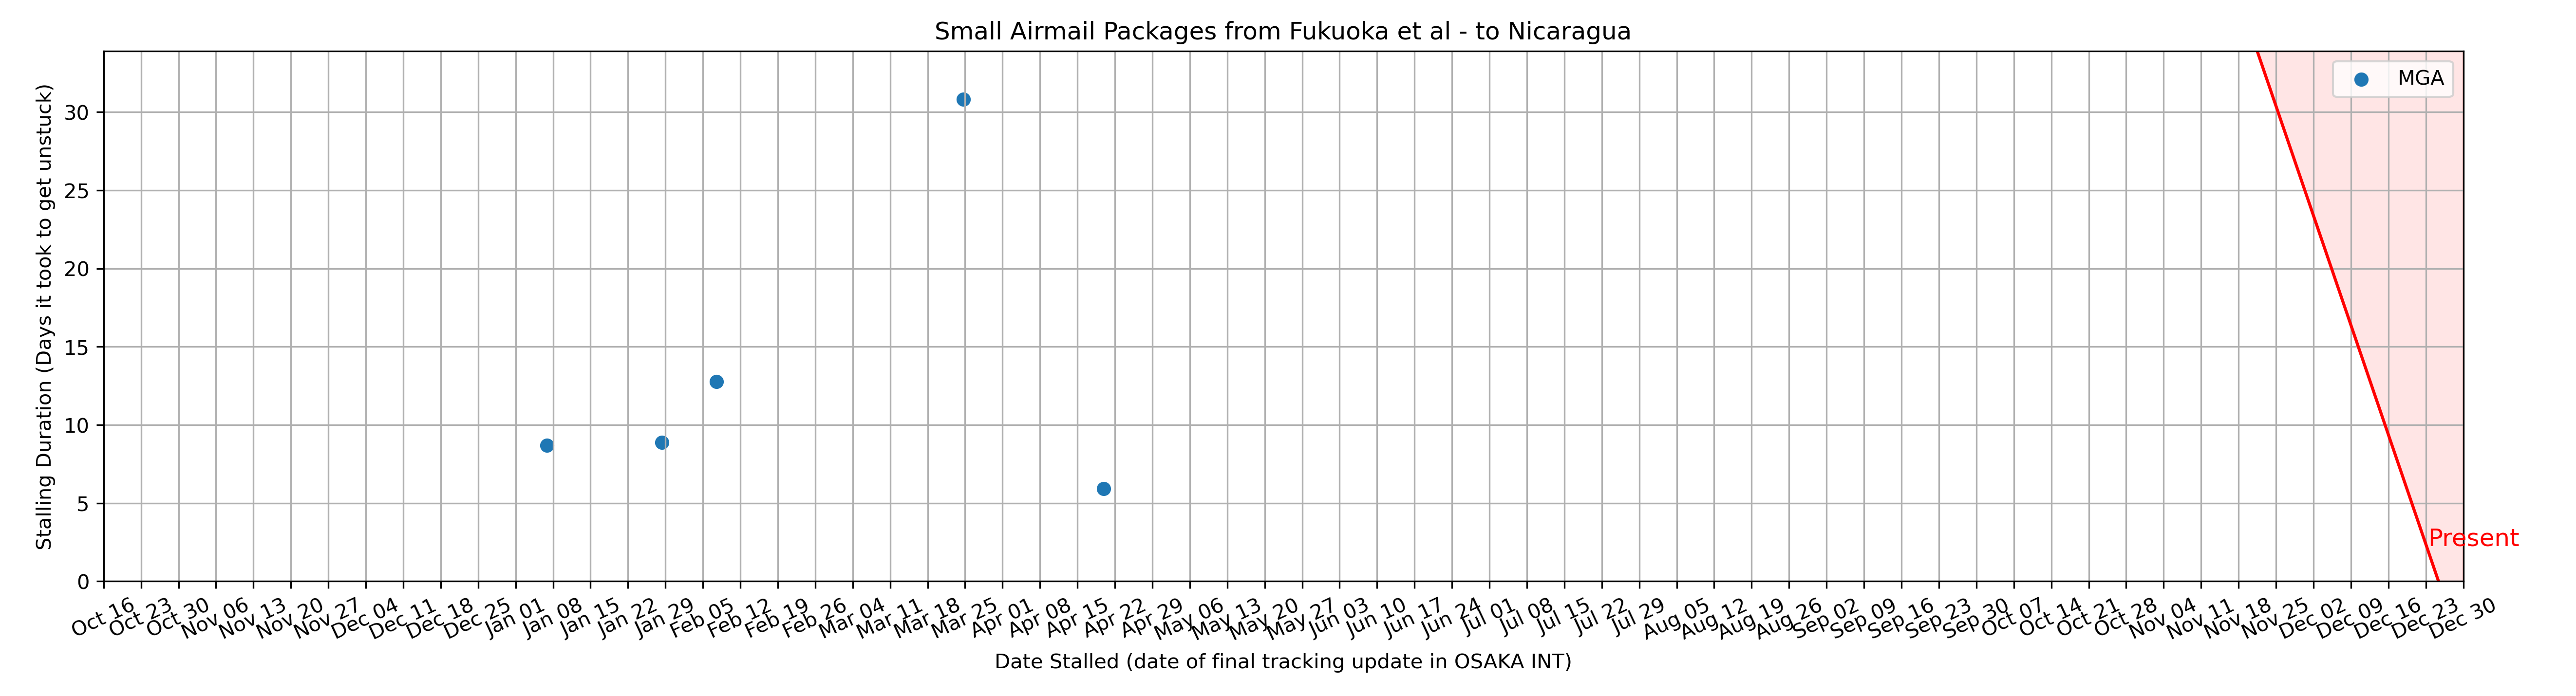 Small Airmail Packages from Fukuoka et al - to Nicaragua
MGA
Stalling Duration (Days it took to get unstuck)
30
25
20
15
10
5
0
Present
Oct 16
Oct 23
Oct 30
Nov 06
Nov 13
Nov 20
Nov 27
Dec 04
Dec 11
Dec 18
Dec 25
Jan 01
Jan 08
Jan 15
Jan 22
Jan 29
Feb 05
Feb 12
Feb 19
Feb 26
Mar 04
Mar 11
Mar 18
Mar 25
Apr 01
Apr 08
Apr 15
Apr 22
Apr 29
May 06
May 13
May 20
May 27
Jun 03
Jun 10
Jun 17
Jun 24
Jul 01
Jul 08
Jul 15
Jul 22
Jul 29
Aug 05
Aug 12
Aug 19
Aug 26
Sep 02
Sep 09
Sep 16
Sep 23
Sep 30
Oct 07
Oct 14
Oct 21
Oct 28
Nov 04
Nov 11
Nov 18
Nov 25
Dec 02
Dec 09
Dec 16
Dec 23
Dec 30
Date Stalled (date of final tracking update in OSAKA INT)